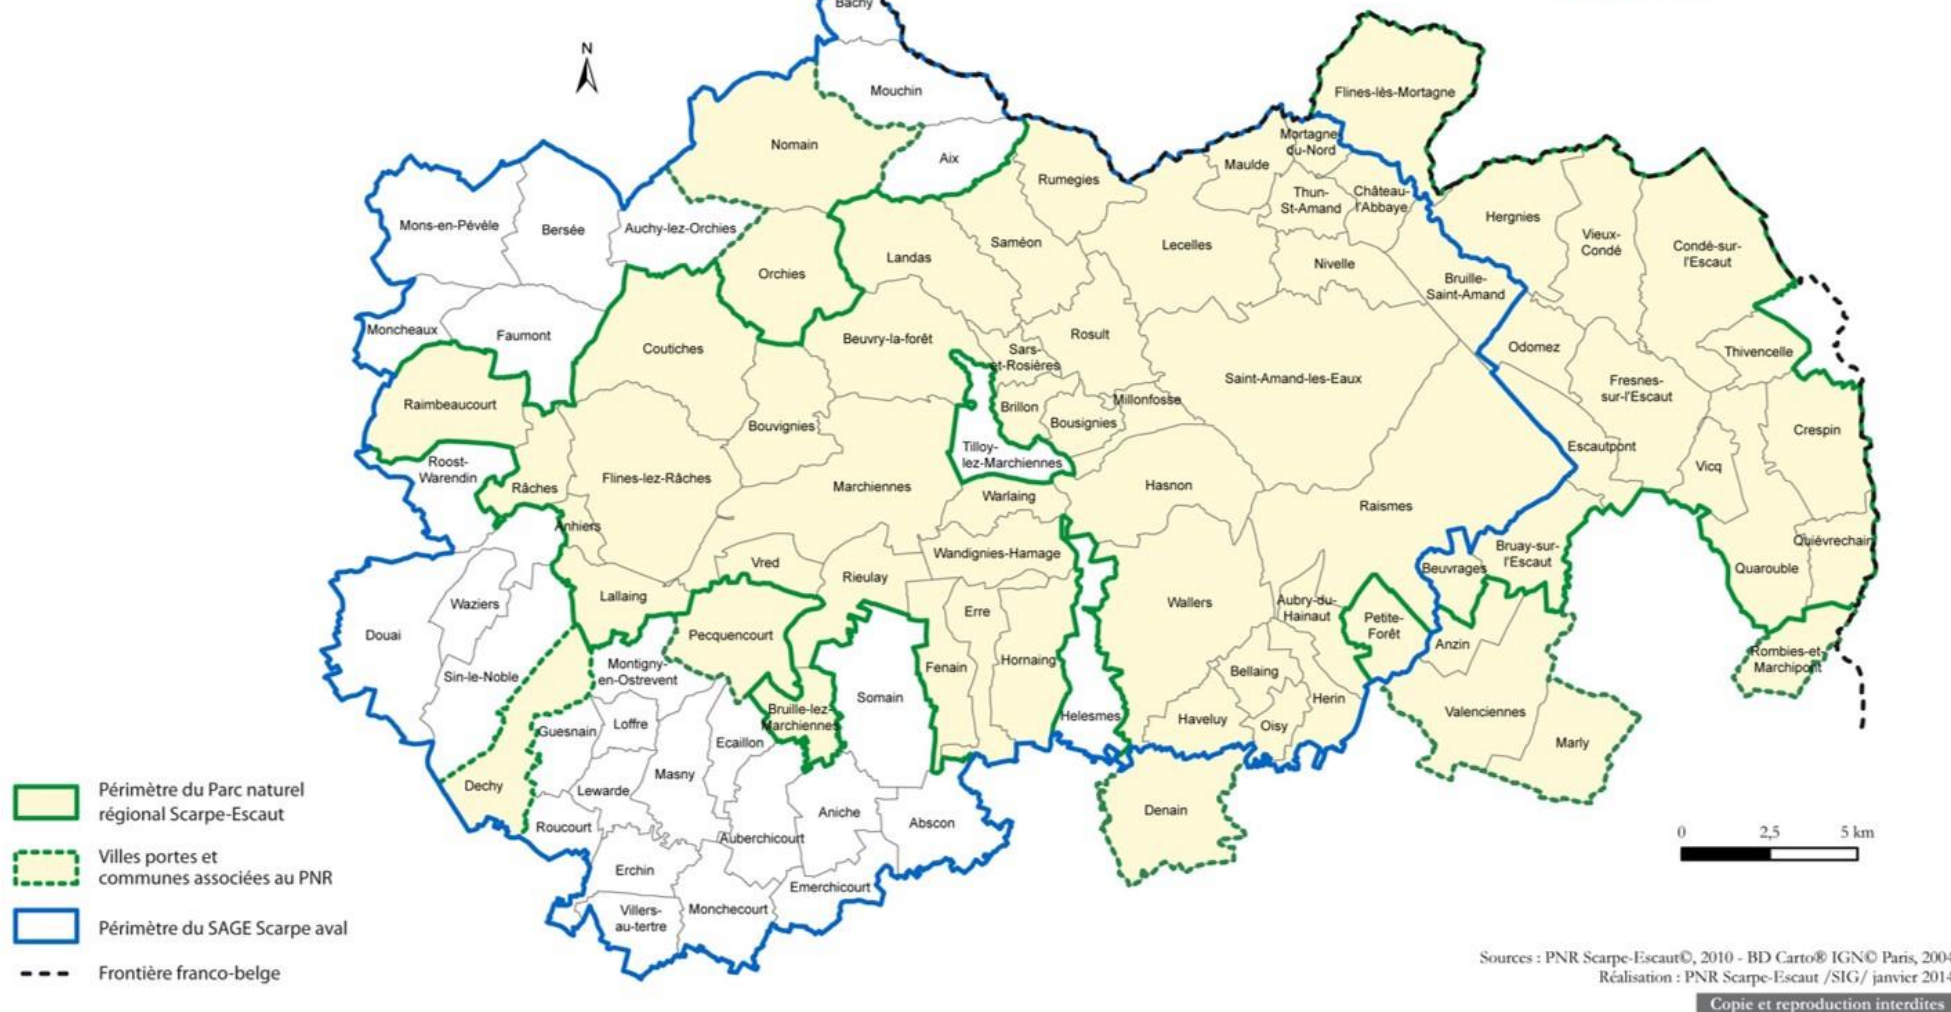 Bachy
N
Mouchin
Flines-lès-Mortagne
Nomain
Mortagne-
du-Nord
Aix
Maulde
Rumegies
Thun-
St-Amand
Château-
l'Abbaye
Mons-en-Pévèle
Bersée
Auchy-lez-Orchies
Hergnies
Saméon
Lecelles
Vieux-
Condé
Condé-sur-
l'Escaut
Landas
Nivelle
Orchies
Bruille-
Saint-Amand
Moncheaux
Faumont
Rosult
Beuvry-la-forêt
Coutiches
Sars-
et-Rosières
Odomez
Thivencelle
Saint-Amand-les-Eaux
Fresnes-
sur-l'Escaut
Raimbeaucourt
Brillon
Millonfosse
Bousignies
Bouvignies
Crespin
Escautpont
Tilloy-
lez-Marchiennes
Roost-
Warendin
Vicq
Flines-lez-Râches
Râches
Marchiennes
Hasnon
Warlaing
Raismes
Anhiers
Quiévrechain
Wandignies-Hamage
Bruay-sur-
l'Escaut
Vred
Beuvrages
Quarouble
Rieulay
Lallaing
Waziers
Wallers
Erre
Aubry-du-
Hainaut
Douai
Pecquencourt
Petite-
Forêt
Anzin
Rombies-et-
Marchipont
Montigny-
en-Ostrevent
Fenain
Hornaing
Bellaing
Sin-le-Noble
Somain
Herin
Bruille-lez-
Marchiennes
Helesmes
Haveluy
Oisy
Valenciennes
Loffre
Guesnain
Ecaillon
Marly
Masny
Dechy
Lewarde
Denain
Aniche
Abscon
Roucourt
Auberchicourt
Erchin
Emerchicourt
Villers-
au-tertre
Monchecourt
Périmètre du Parc naturel
régional Scarpe-Escaut
Villes portes et
communes associées au PNR
Périmètre du SAGE Scarpe aval
Frontière franco-belge
0 2,5 5 km
Sources : PNR Scarpe-Escaut©, 2010 - BD Carto® IGN© Paris, 2004
Réalisation : PNR Scarpe-Escaut /SIG/ janvier 2014
Copie et reproduction interdites